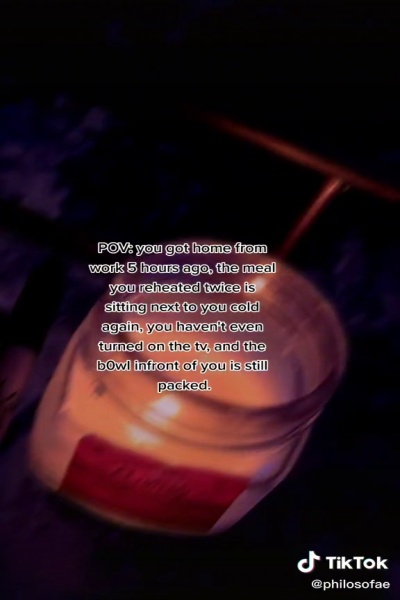 POV: you got home from
work 5 hours ago, the meal
you reheated twice is
sitting next to you cold
again, you haven't even
turned on the tv, and the
b0wl infront of you is still
packed.
TikTok
@philosofae